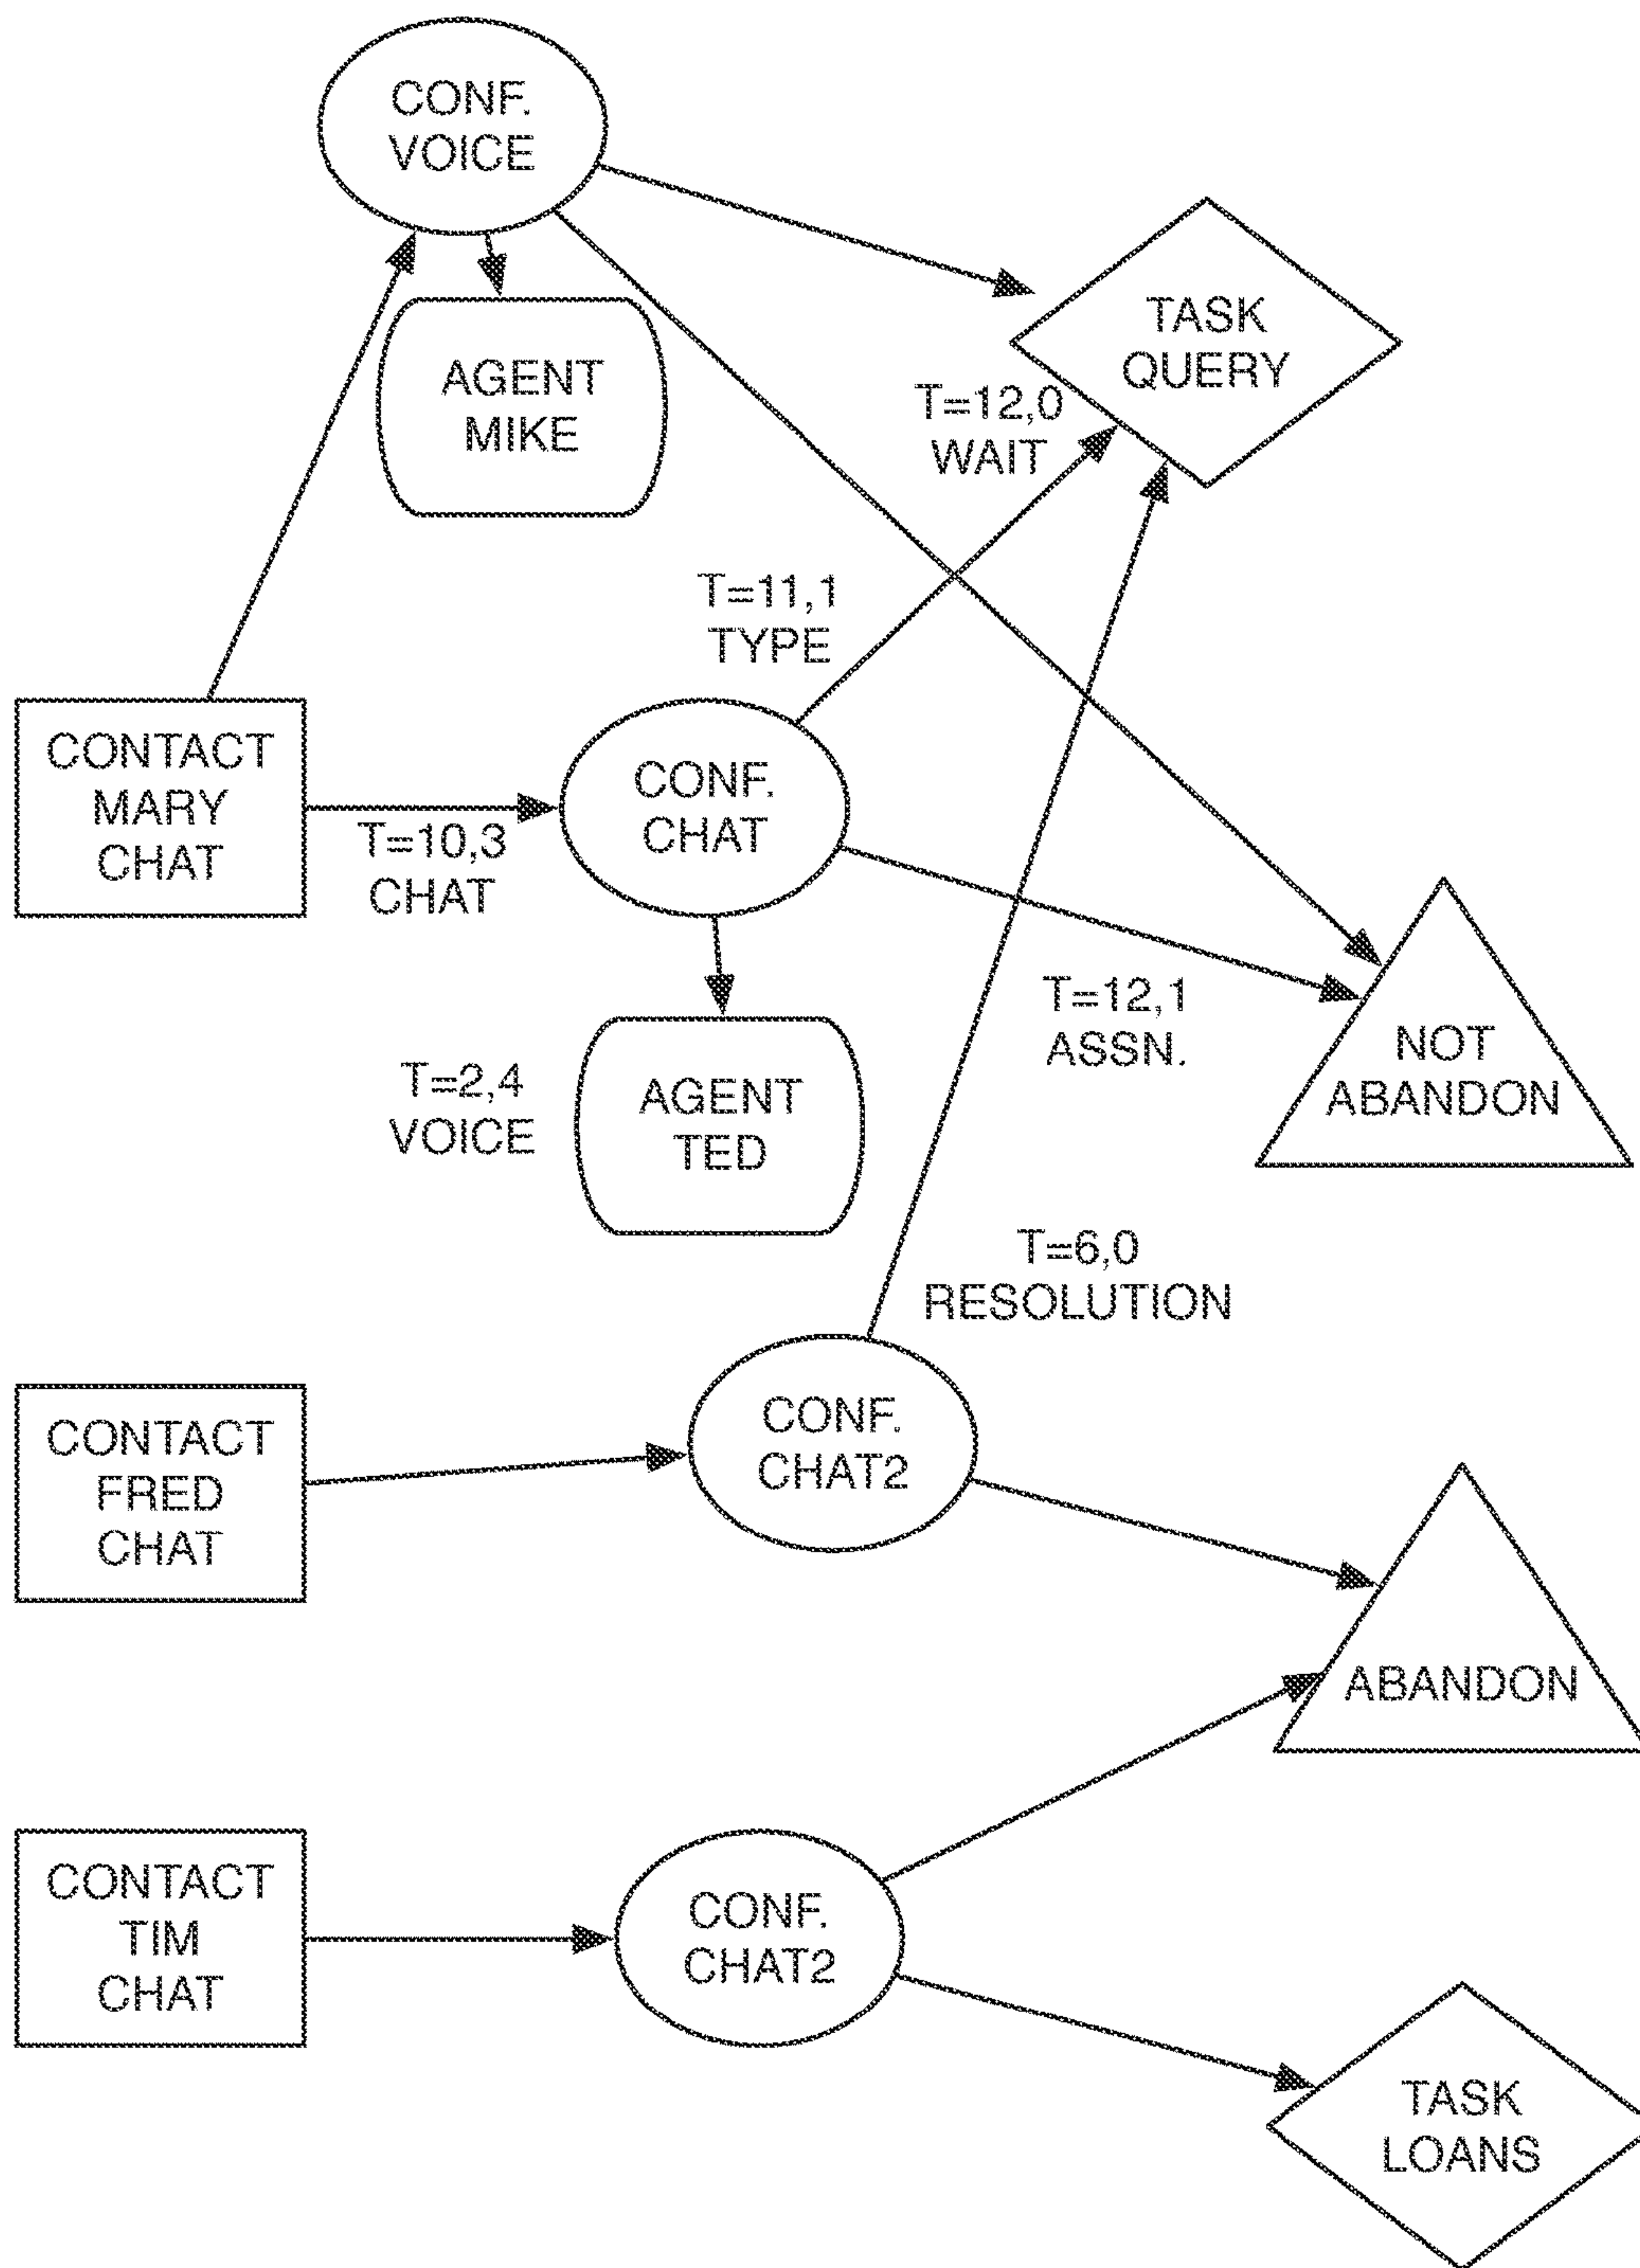 CONF.
VOICE
TASK
QUERY
AGENT
MIKE
T=12,0
WAIT
T=11,1
TYPE
CONTACT
MARY
CHAT
T=10,3
CHAT
CONF.
CHAT
T=12,1
ASSN.
NOT
ABANDON
T=2,4
VOICE
AGENT
TED
T=6,0
RESOLUTION
CONTACT
FRED
CHAT
CONF.
CHAT2
ABANDON
CONTACT
TIM
CHAT
CONF.
CHAT2
TASK
LOANS